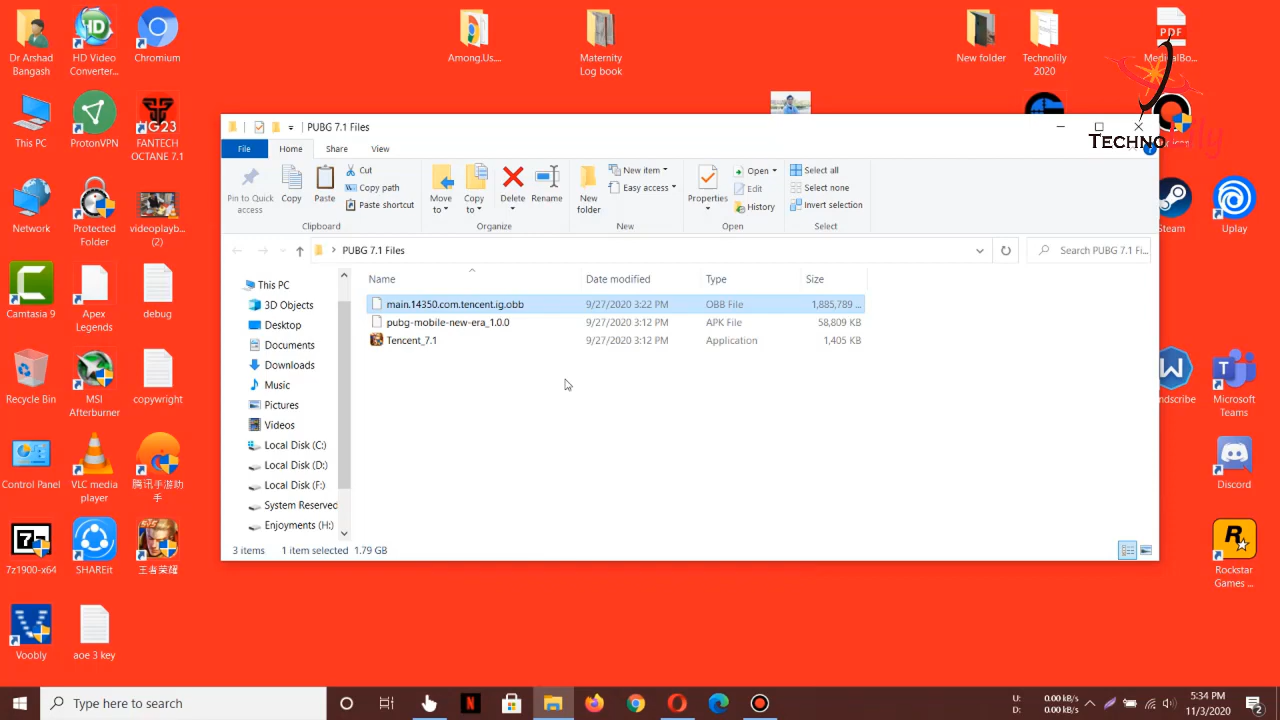 Dr Arshad
Bangash
HD Video
Converter...
Chromium
Among.Us....
Maternity
Log book
New folder
Technolily
2020
PDF
MedicalBo...
TECHNOlily
This PC
ProtonVPN
HG23
FANTECH
OCTANE 7.1
Network
Protected
Folder
videoplayb...
(2)
Camtasia 9
Apex
Legends
debug
Recycle Bin
MSI
Afterburner
copywright
Control Panel
VLC media
player
腾讯手游助
手
7z1900-x64
SHAREit
王者荣耀
Voobly
aoe 3 key
Steam
Uplay
ndscribe
Microsoft
Teams
Discord
Rockstar
Games ...
PUBG 7.1 Files
File
Home
Share
View
Pin to Quick
access
Copy
Paste
Cut
Copy path
Paste shortcut
Clipboard
Move
to
Copy
to
Delete
Rename
Organize
New
folder
New item
Easy access
New
Properties
Open
Edit
History
Open
Select all
Select none
Invert selection
Select
PUBG 7.1 Files
Search PUBG 7.1 Fi...
This PC
3D Objects
Desktop
Documents
Downloads
Music
Pictures
Videos
Local Disk (C:)
Local Disk (D:)
Local Disk (F:)
System Reserved
Enjoyments (H:)
Name Date modified Type Size
main.14350.com.tencent.ig.obb 9/27/2020 3:22 PM OBB File 1,885,789 ...
pubg-mobile-new-era_1.0.0 9/27/2020 3:12 PM APK File 58,809 KB
Tencent_7.1 9/27/2020 3:12 PM Application 1,405 KB
3 items 1 item selected 1.79 GB
Type here to search
U: 0.00 kB/s
D: 0.00 kB/s
5:34 PM
11/3/2020
2